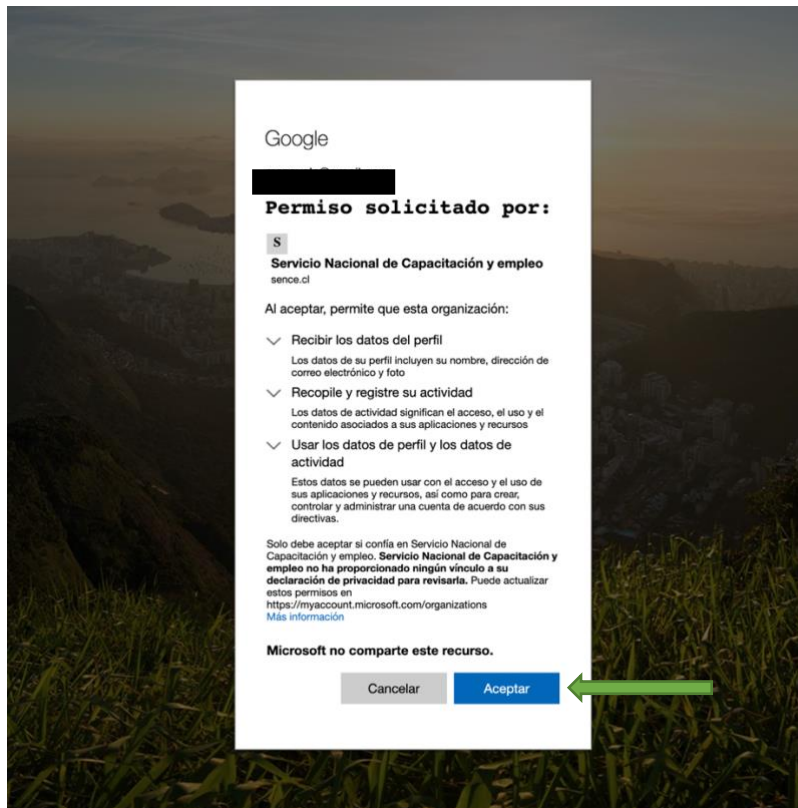 Google
Permiso solicitado por:
S
Servicio Nacional de Capacitación y empleo
sence.cl
Al aceptar, permite que esta organización:
Recibir los datos del perfil
Los datos de su perfil incluyen su nombre, dirección de
correo electrónico y foto
Recopile y registre su actividad
Los datos de actividad significan el acceso, el uso y el
contenido asociados a sus aplicaciones y recursos
Usar los datos de perfil y los datos de
actividad
Estos datos se pueden usar con el acceso y el uso de
sus aplicaciones y recursos, así como para crear,
controlar y administrar una cuenta de acuerdo con sus
directivas.
Solo debe aceptar si confía en Servicio Nacional de
Capacitación y empleo. Servicio Nacional de Capacitación y
empleo no ha proporcionado ningún vínculo a su
declaración de privacidad para revisarla. Puede actualizar
estos permisos en
https://myaccount.microsoft.com/organizations
Más información
Microsoft no comparte este recurso.
Cancelar Aceptar